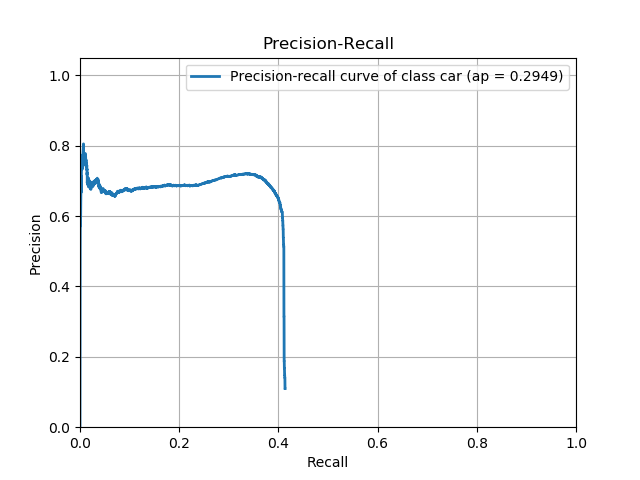 Precision-Recall
Precision-recall curve of class car (ap = 0.2949)
1.0
0.8
0.6
0.4
0.2
0.0
Precision
0.0 0.2 0.4 0.6 0.8 1.0
Recall